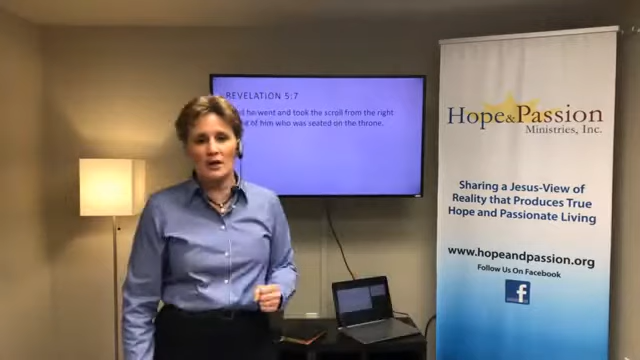 REVELATION 5:7
he went and took the scroll from the right
of him who was seated on the throne.
Hope&Passion
Ministries, Inc.
Sharing a Jesus-View of
Reality that Produces True
Hope and Passionate Living
www.hopeandpassion.org
Follow Us On Facebook
f